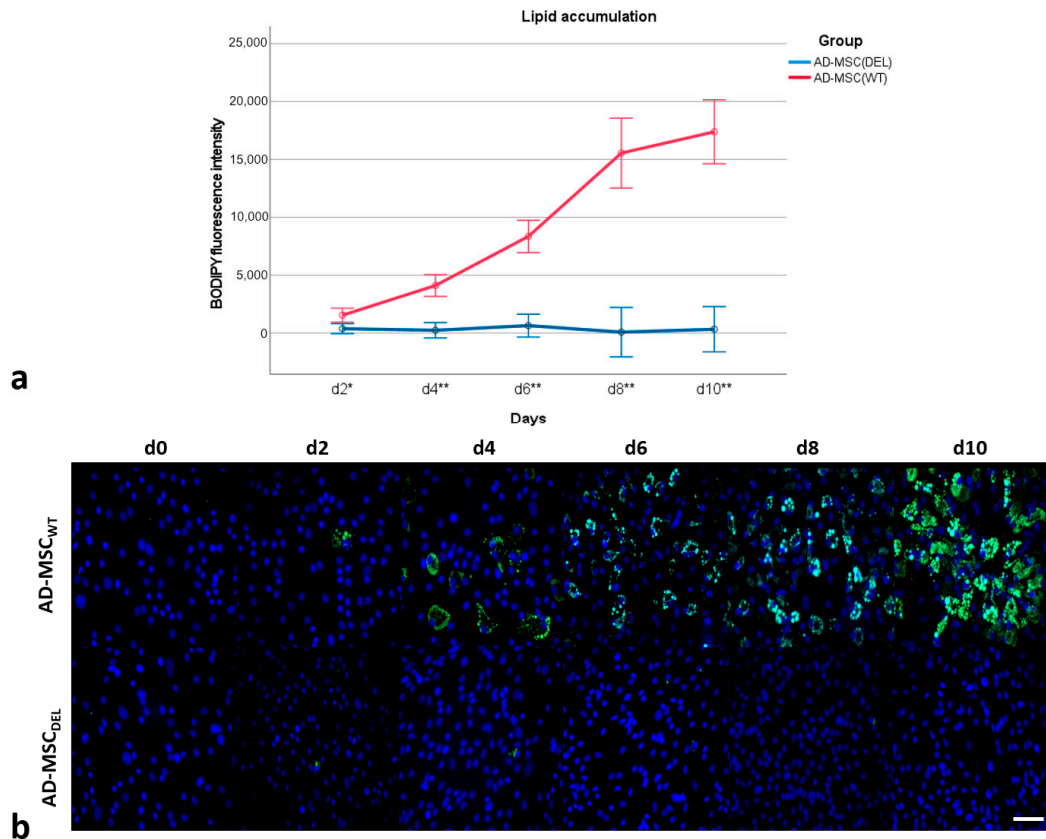 Lipid accumulation
Group
AD-MSC(DEL)
AD-MSC(WT)
BODIPY fluorescence intensity
25,000
20,000
15,000
10,000
5,000
0
d2* d4** d6** d8** d10**
Days
a
d0 d2 d4 d6 d8 d10
AD-MSCWT
AD-MSCDEL
b